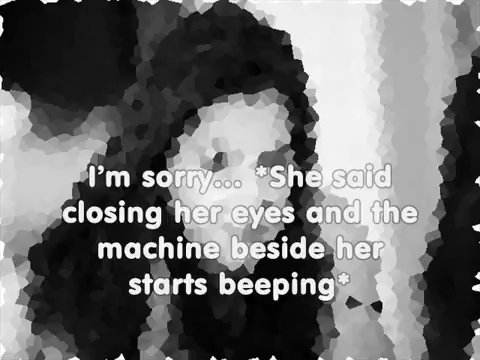 I'm sorry... *She said
closing her eyes and the
machine beside her
starts beeping*